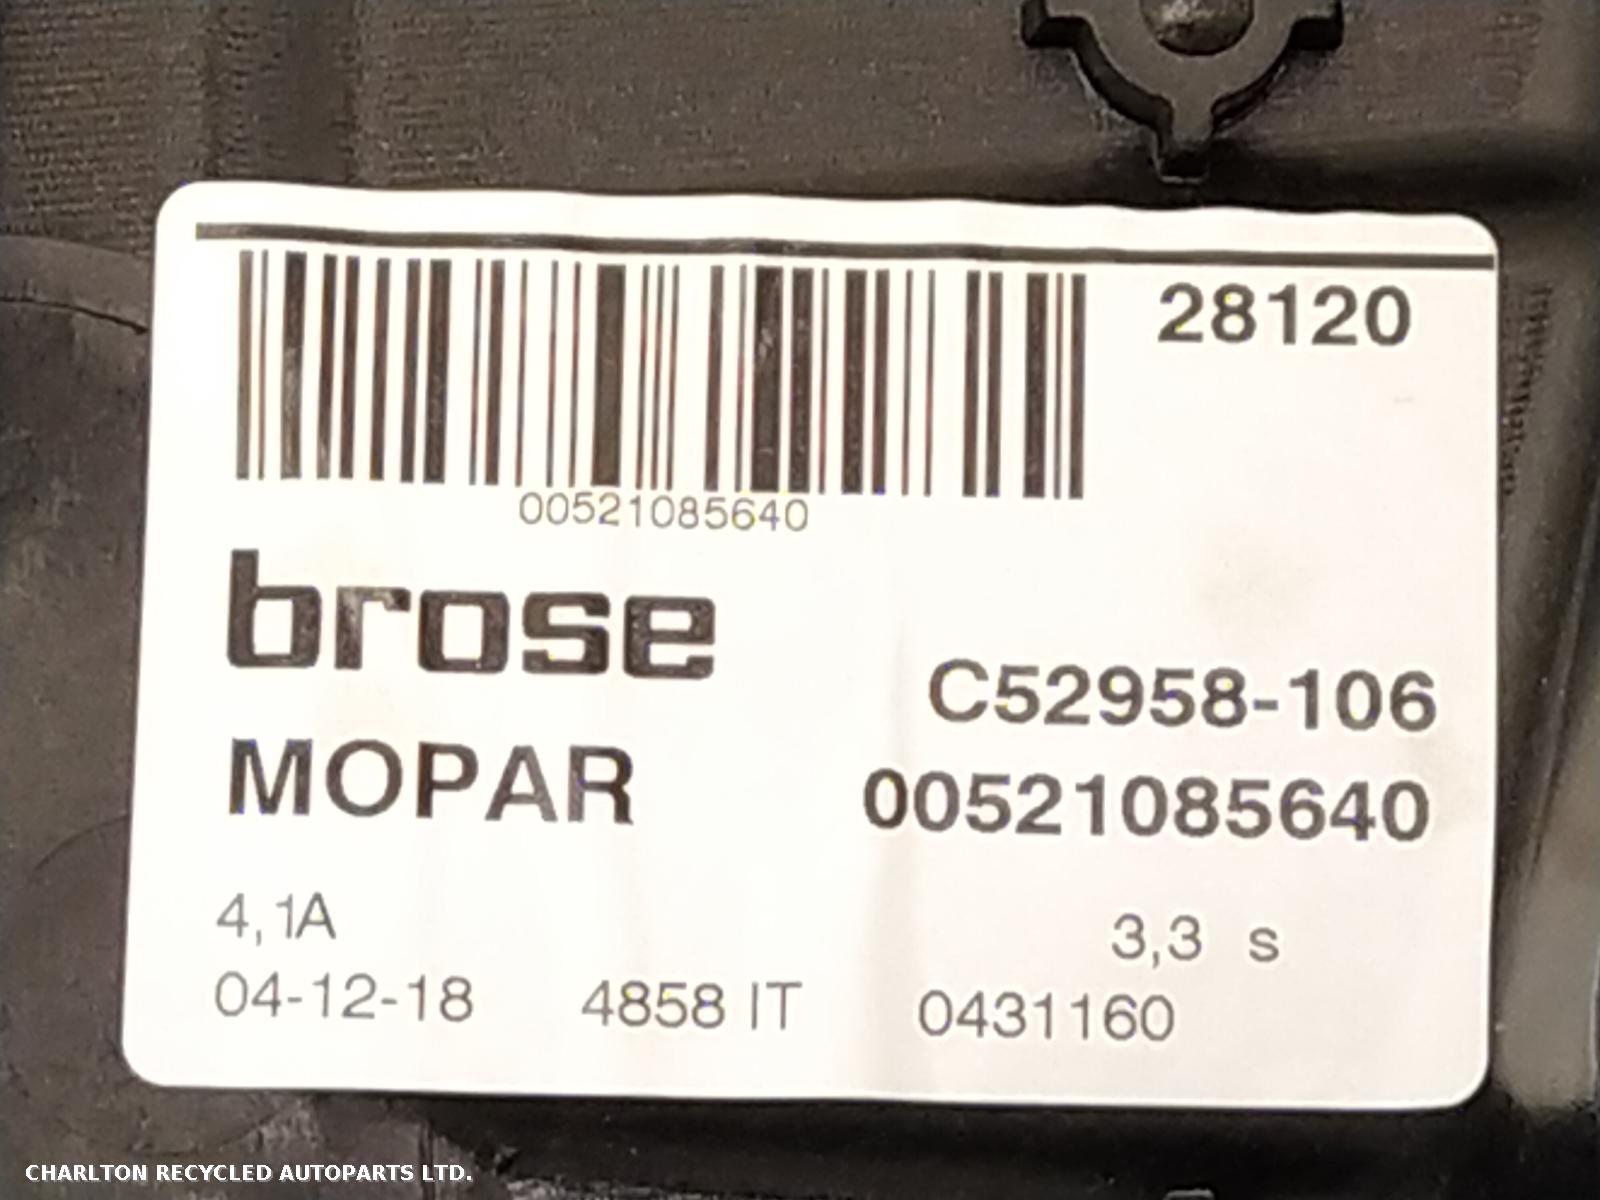 28120
00521085640
brose
C52958-106
MOPAR
00521085640
4,1A
3,3 s
04-12-18 4858 IT 0431160
CHARLTON RECYCLED AUTOPARTS LTD.